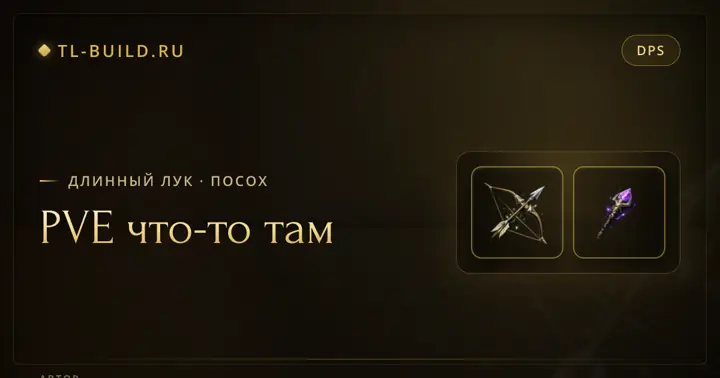 TL-BUILD.RU
DPS
ДЛИННЫЙ ЛУК · ПОСОХ
PVE что-то там